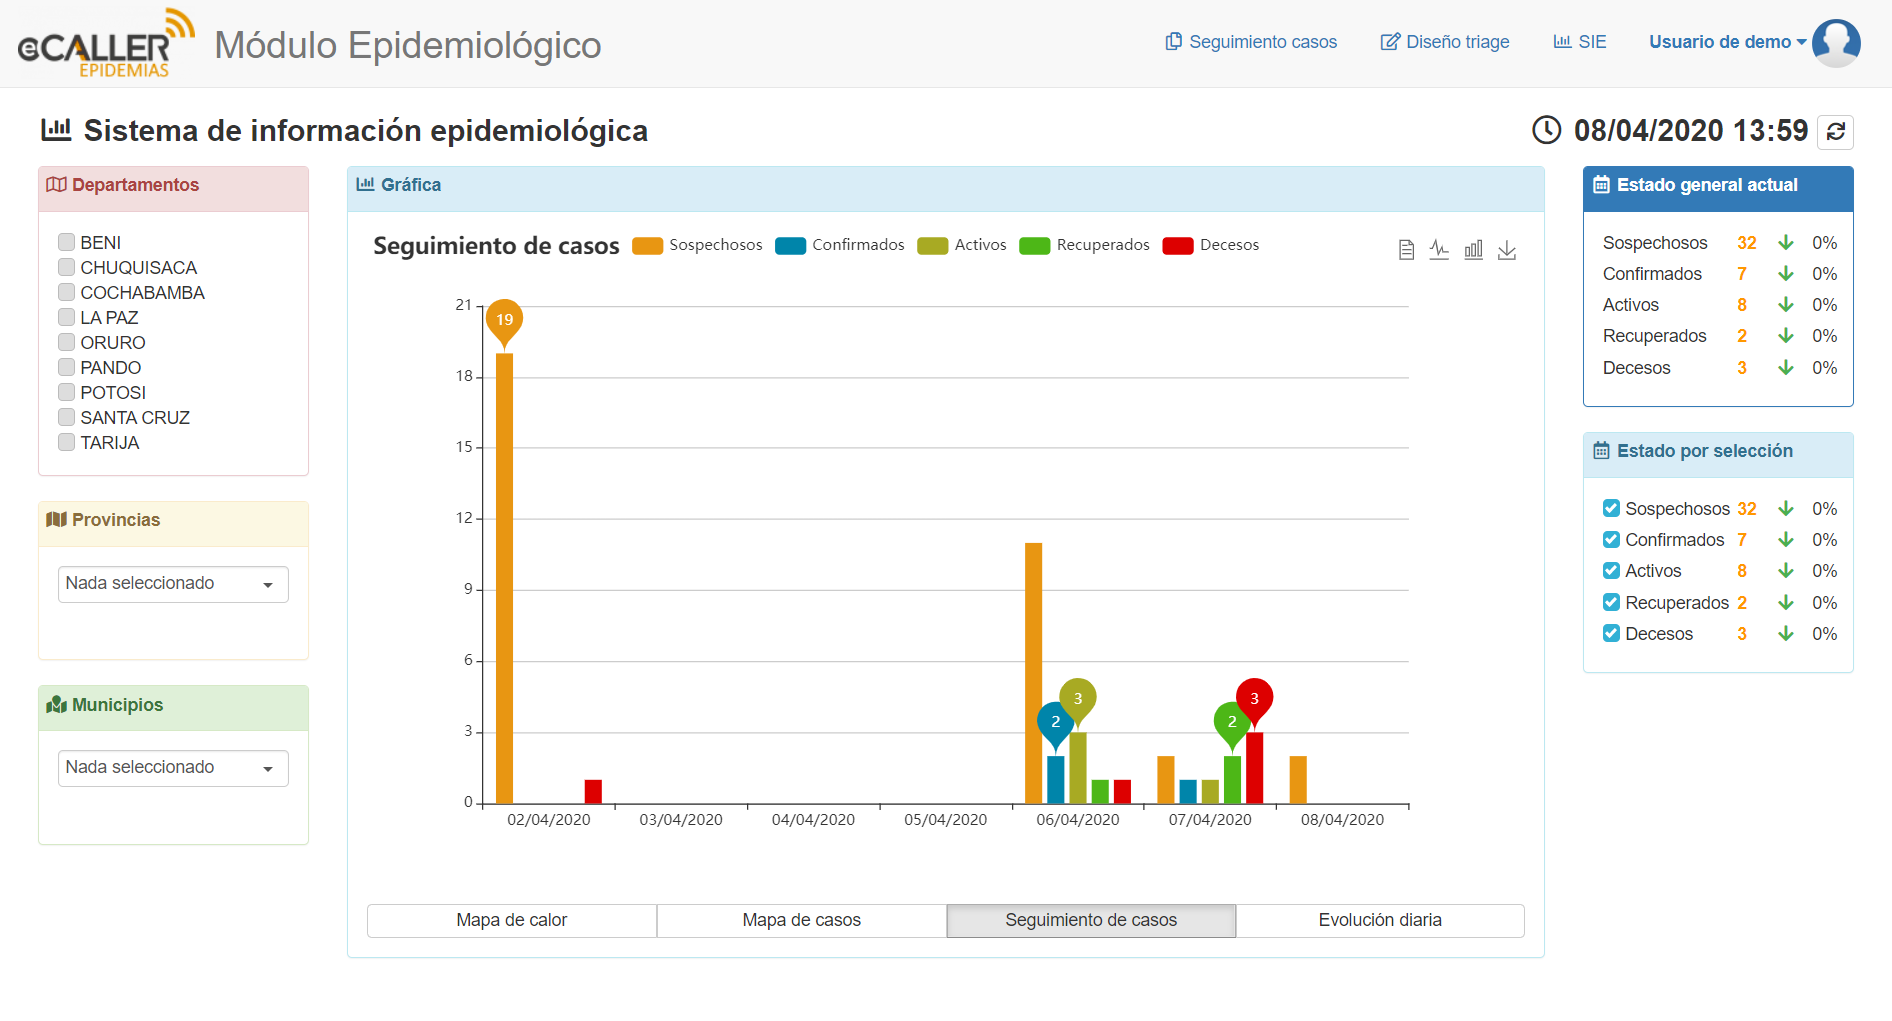 eCALLER
EPIDEMIAS
Módulo Epidemiológico
Seguimiento casos
Diseño triage
SIE
Usuario de demo
Sistema de información epidemiológica
08/04/2020 13:59
Departamentos
BENI
CHUQUISACA
COCHABAMBA
LA PAZ
ORURO
PANDO
POTOSI
SANTA CRUZ
TARIJA
Provincias
Nada seleccionado
Municipios
Nada seleccionado
Gráfica
Seguimiento de casos
Sospechosos
Confirmados
Activos
Recuperados
Decesos
21
18
15
12
9
6
3
0
19
2
3
2
3
02/04/2020
03/04/2020
04/04/2020
05/04/2020
06/04/2020
07/04/2020
08/04/2020
Mapa de calor
Mapa de casos
Seguimiento de casos
Evolución diaria
Estado general actual
Sospechosos 32 0%
Confirmados 7 0%
Activos 8 0%
Recuperados 2 0%
Decesos 3 0%
Estado por selección
Sospechosos 32 0%
Confirmados 7 0%
Activos 8 0%
Recuperados 2 0%
Decesos 3 0%